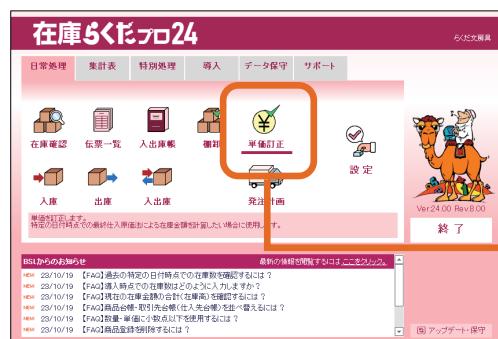 在庫らくだプロ24
らくだ文房具
日常処理 集計表 特別処理 導入 データ保守 サポート
在庫確認 伝票一覧 入出庫帳 棚卸 単価訂正
設定
入庫 出庫 入出庫 発注計画
Ver24.00 Rev.8.00
単価を訂正します。
特定の日付時点での最終仕入原価法による在庫金額を計算したい場合に使用します。
終了
BSLからのお知らせ 最新の情報を閲覧するには ここをクリック。
NEW 23/10/19 【FAQ】過去の特定の日付時点での在庫数を確認するには？
NEW 23/10/19 【FAQ】導入時点での在庫数はどのように入力しますか？
NEW 23/10/19 【FAQ】現在の在庫金額の合計(在庫高)を確認するには？
NEW 23/10/19 【FAQ】商品台帳・取引先台帳(仕入先台帳)を並べ替えるには？
NEW 23/10/19 【FAQ】数量・単価に小数点以下を使用するには？
NEW 23/10/19 【FAQ】商品登録を削除するには？
アップデート・保守